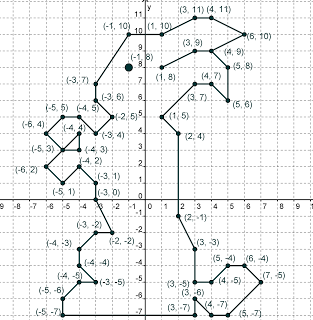 y
(3, 11) (4, 11)
11
(-1, 10) (1, 10)
10
(6, 10)
9
(3, 9) (4, 9)
(-1, 8)
8
(1, 8) (5, 8)
(-3, 7)
7
(3, 7) (4, 7)
(-3, 6)
6
(5, 6)
(-5, 5) (-4, 5) (-2, 5)
5
(1, 5)
(-6, 4) (-4, 4) (-3, 4)
4
(2, 4)
(-5, 3) (-4, 3)
3
(-6, 2) (-4, 2)
2
(-5, 1) (-3, 1)
1
(-3, 0)
-8 -7 -6 -5 -4 -3 -2 -1 0 1 2 3 4 5 6 7 8 9
-1
(2, -1)
(-3, -2) (-2, -2)
-2
(-4, -3)
-3
(3, -3)
(-4, -4)
-4
(5, -4) (6, -4)
(-4, -5) (-3, -5)
-5
(3, -5) (4, -5) (7, -5)
(-5, -6)
-6
(3, -6)
(-5, -7)
-7
(3, -7) (4, -7) (5, -7)